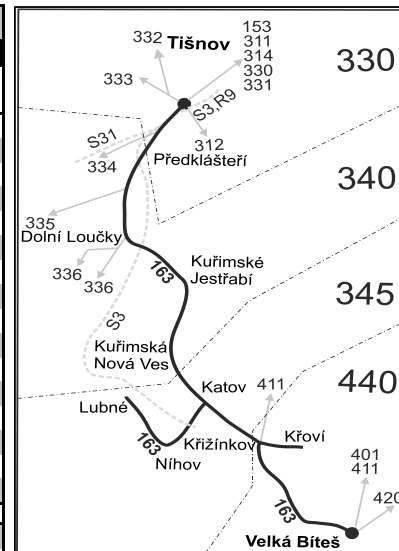 332
Tišnov
153
311
314
330
331
330
333
S3,R9
S31
312
334
Předklášteří
340
335
Dolní Loučky
163
Kuřimské
Jestřabí
336
336
345
S3
Kuřimská
Nová Ves
440
Katov
411
Lubné
163
Křižínkov
Křoví
Níhov
401
411
163
420
Velká Bíteš